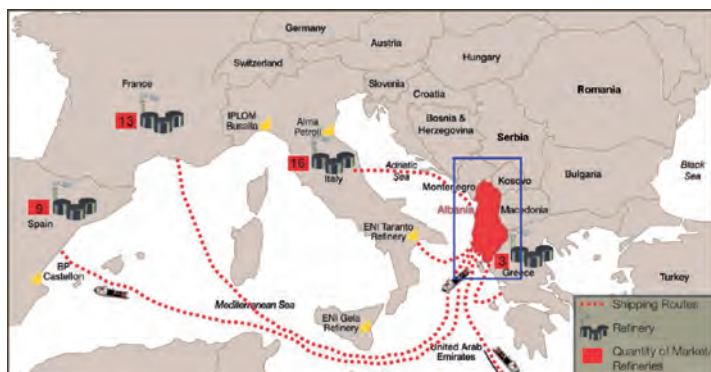 Germany
Austria
Switzerland
Hungary
Slovenia
Romania
Croatia
France
13
IPLOM
Busalla
Alma
Petroli
Bosnia &
Herzegovina
Serbia
16
Italy
Adriatic
Sea
Montenegro
Kosovo
Bulgaria
Black
Sea
9
Spain
Albania
Macedonia
ENI Taranto
Refinery
3
Greece
BP
Castellon
Turkey
Mediterranean Sea
ENI Gela
Refinery
United Arab
Emirates
Shipping Routes
Refinery
Quantity of Market/
Refineries